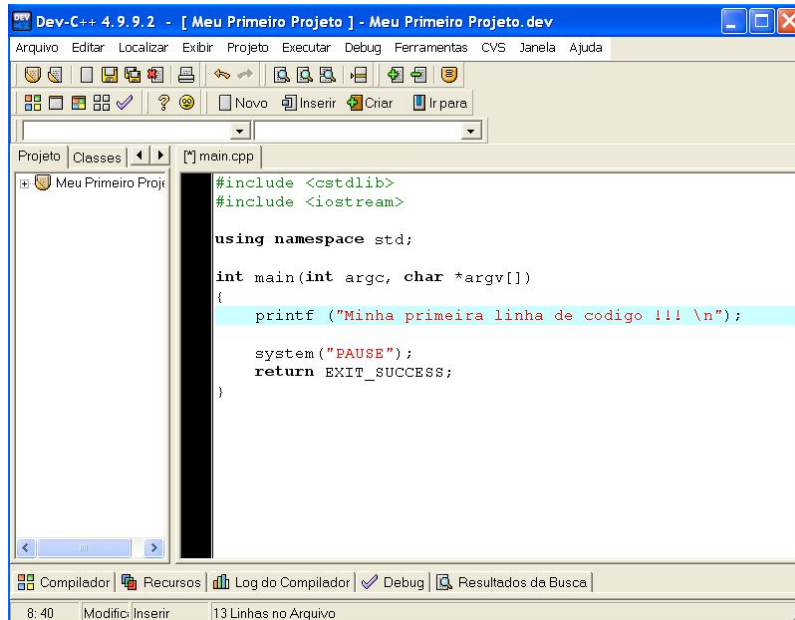 Dev-C++ 4.9.9.2 - [ Meu Primeiro Projeto ] - Meu Primeiro Projeto.dev
Arquivo Editar Localizar Exibir Projeto Executar Debug Ferramentas CVS Janela Ajuda
Novo Inserir Criar Ir para
Projeto Classes [*] main.cpp
Meu Primeiro Proje
#include <cstdlib>
#include <iostream>
using namespace std;
int main(int argc, char *argv[])
{
printf ("Minha primeira linha de codigo !!! \n");
system("PAUSE");
return EXIT_SUCCESS;
}
Compilador Recursos Log do Compilador Debug Resultados da Busca
8: 40 Modific Inserir 13 Linhas no Arquivo